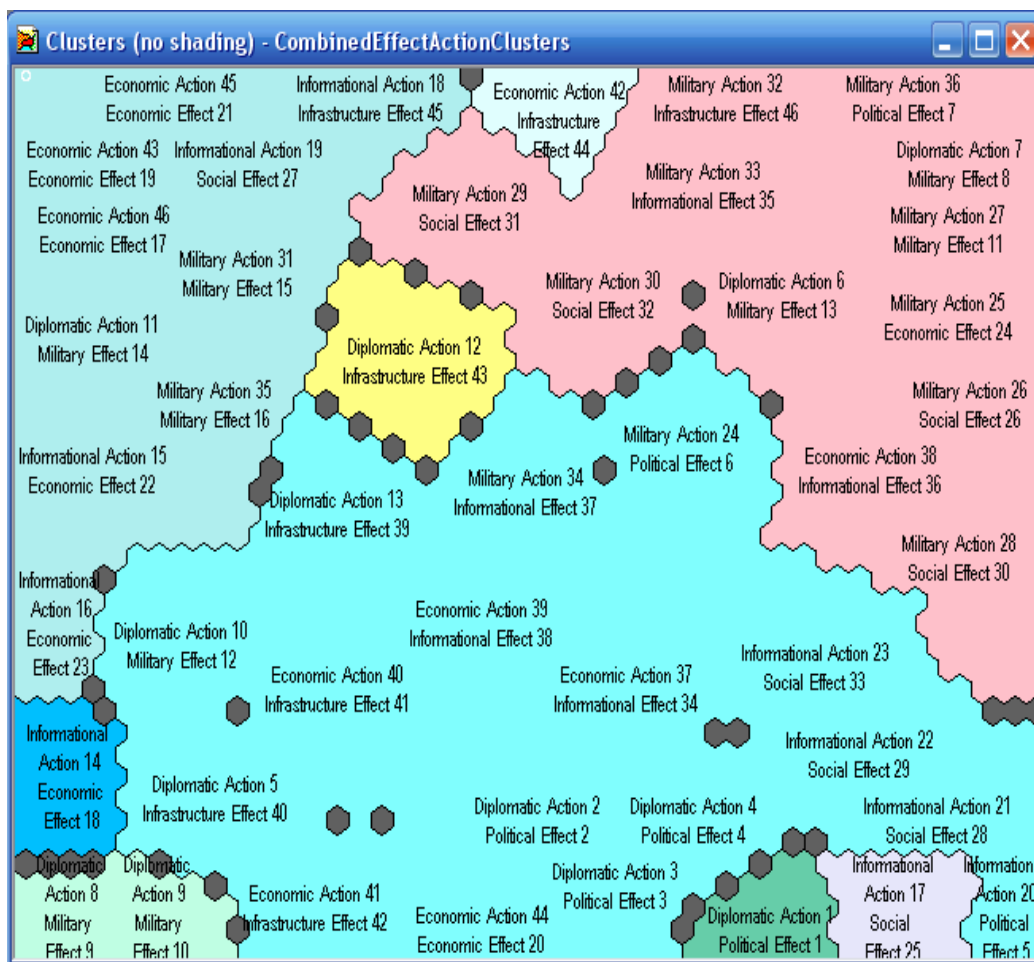 Clusters (no shading) - CombinedEffectActionClusters
Economic Action 45
Economic Effect 21
Informational Action 18
Infrastructure Effect 45
Economic Action 42
Infrastructure
Effect 44
Military Action 32
Infrastructure Effect 46
Military Action 36
Political Effect 7
Economic Action 43
Economic Effect 19
Informational Action 19
Social Effect 27
Diplomatic Action 7
Military Effect 8
Military Action 33
Informational Effect 35
Military Action 29
Social Effect 31
Economic Action 46
Economic Effect 17
Military Action 27
Military Effect 11
Military Action 31
Military Effect 15
Military Action 30
Social Effect 32
Diplomatic Action 6
Military Effect 13
Military Action 25
Economic Effect 24
Diplomatic Action 11
Military Effect 14
Diplomatic Action 12
Infrastructure Effect 43
Military Action 35
Military Effect 16
Military Action 26
Social Effect 26
Military Action 24
Political Effect 6
Informational Action 15
Economic Effect 22
Economic Action 38
Informational Effect 36
Military Action 34
Informational Effect 37
Diplomatic Action 13
Infrastructure Effect 39
Military Action 28
Social Effect 30
Informational
Action 16
Economic
Effect 23
Economic Action 39
Informational Effect 38
Diplomatic Action 10
Military Effect 12
Informational Action 23
Social Effect 33
Economic Action 40
Infrastructure Effect 41
Economic Action 37
Informational Effect 34
Informational
Action 14
Economic
Effect 18
Informational Action 22
Social Effect 29
Diplomatic Action 5
Infrastructure Effect 40
Diplomatic Action 2
Political Effect 2
Diplomatic Action 4
Political Effect 4
Informational Action 21
Social Effect 28
Diplomatic
Action 8
Military
Effect 9
Diplomatic
Action 9
Military
Effect 10
Economic Action 41
Infrastructure Effect 42
Diplomatic Action 3
Political Effect 3
Economic Action 44
Economic Effect 20
Diplomatic Action 1
Political Effect 1
Informational
Action 17
Social
Effect 25
Information
Action 20
Political
Effect 5